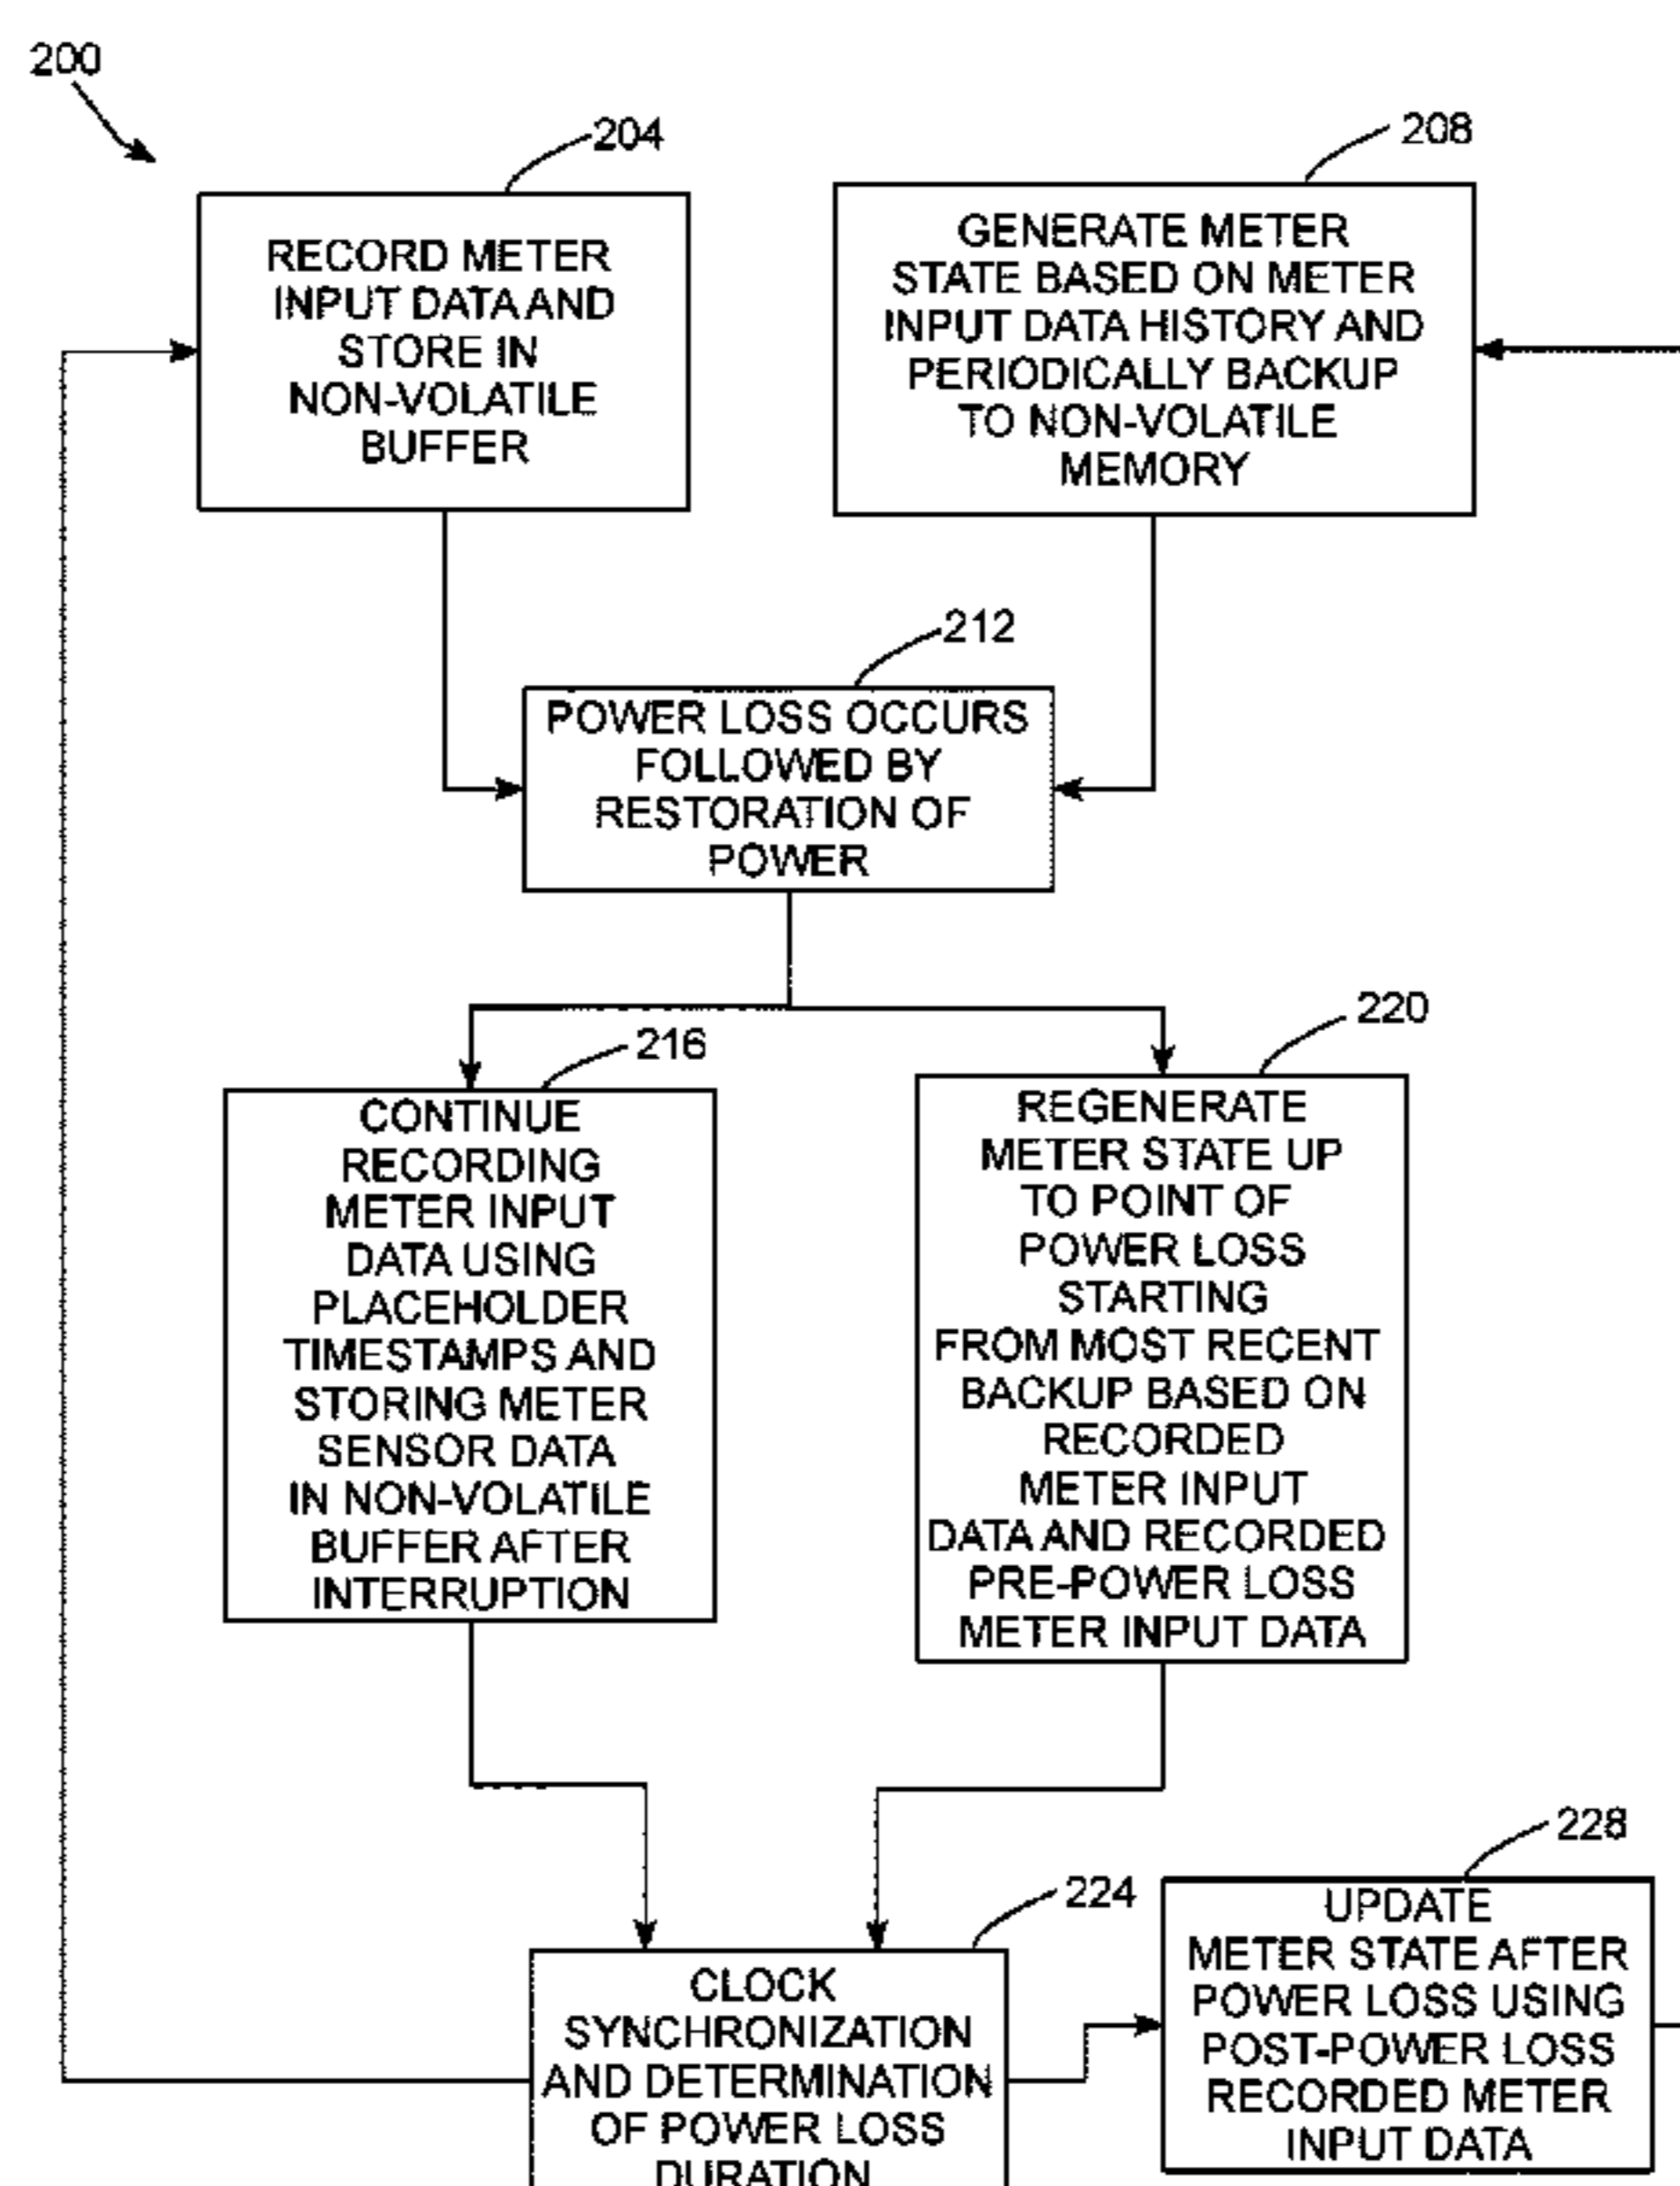 200
204
RECORD METER
INPUT DATA AND
STORE IN
NON-VOLATILE
BUFFER
208
GENERATE METER
STATE BASED ON METER
INPUT DATA HISTORY AND
PERIODICALLY BACKUP
TO NON-VOLATILE
MEMORY
212
POWER LOSS OCCURS
FOLLOWED BY
RESTORATION OF
POWER
216
CONTINUE
RECORDING
METER INPUT
DATA USING
PLACEHOLDER
TIMESTAMPS AND
STORING METER
SENSOR DATA
IN NON-VOLATILE
BUFFER AFTER
INTERRUPTION
220
REGENERATE
METER STATE UP
TO POINT OF
POWER LOSS
STARTING
FROM MOST RECENT
BACKUP BASED ON
RECORDED
METER INPUT
DATA AND RECORDED
PRE-POWER LOSS
METER INPUT DATA
224
CLOCK
SYNCHRONIZATION
AND DETERMINATION
OF POWER LOSS
DURATION
228
UPDATE
METER STATE AFTER
POWER LOSS USING
POST-POWER LOSS
RECORDED METER
INPUT DATA